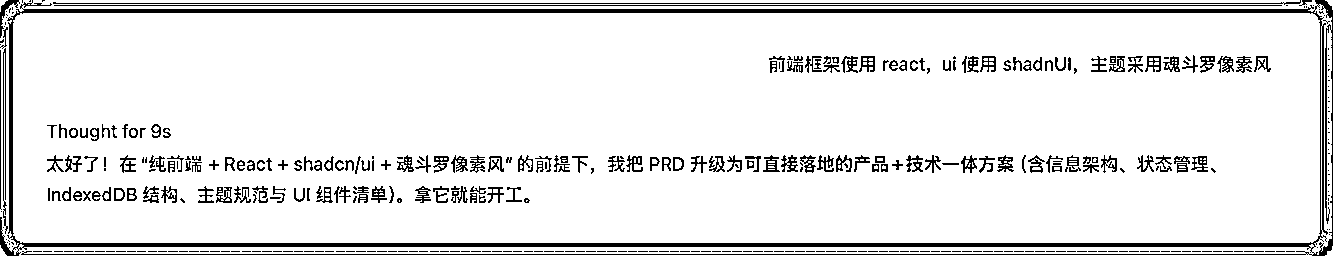 前端框架使用 react，ui 使用 shadnUI，主题采用魂斗罗像素风
Thought for 9s
太好了！在 “纯前端 + React + shadcn/ui + 魂斗罗像素风” 的前提下，我把 PRD 升级为可直接落地的产品+技术一体方案（含信息架构、状态管理、
IndexedDB 结构、主题规范与 UI 组件清单）。拿它就能开工。